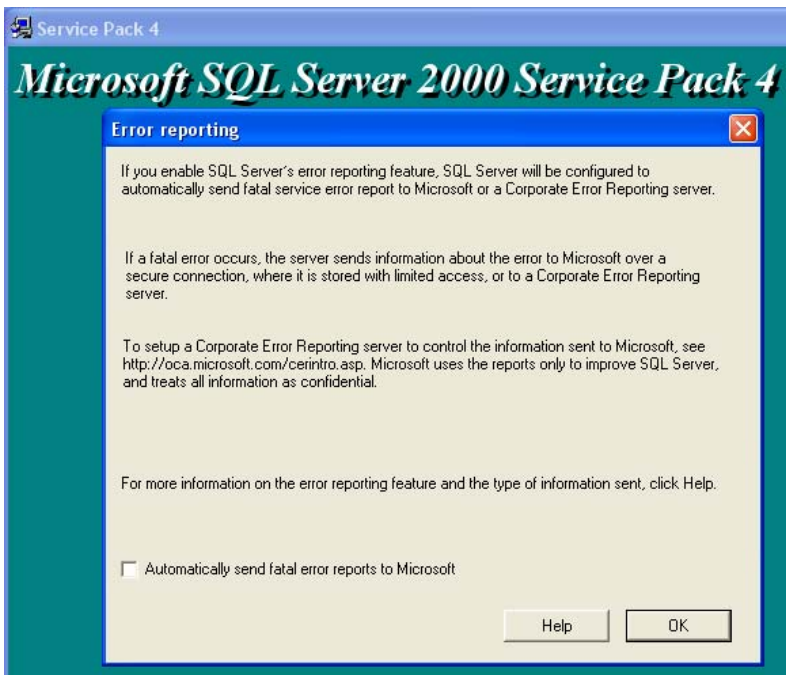 Service Pack 4
Microsoft SQL Server 2000 Service Pack 4
Error reporting
If you enable SQL Server's error reporting feature, SQL Server will be configured to
automatically send fatal service error report to Microsoft or a Corporate Error Reporting server.
If a fatal error occurs, the server sends information about the error to Microsoft over a
secure connection, where it is stored with limited access, or to a Corporate Error Reporting
server.
To setup a Corporate Error Reporting server to control the information sent to Microsoft, see
http://oca.microsoft.com/cerintro.asp. Microsoft uses the reports only to improve SQL Server,
and treats all information as confidential.
For more information on the error reporting feature and the type of information sent, click Help.
Automatically send fatal error reports to Microsoft
Help
OK